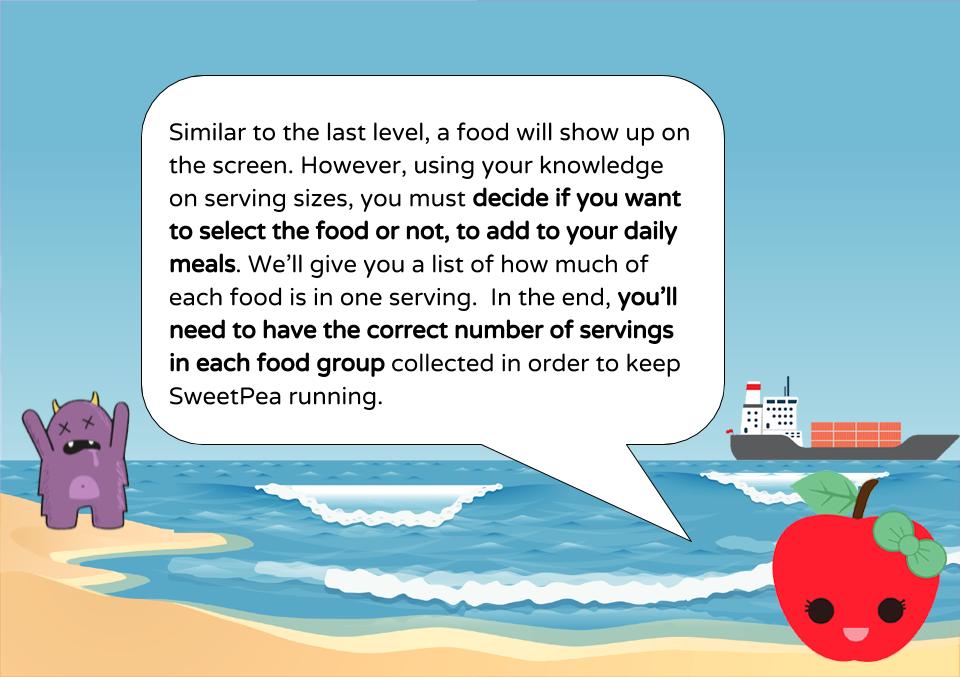 Similar to the last level, a food will show up on
the screen. However, using your knowledge
on serving sizes, you must decide if you want
to select the food or not, to add to your daily
meals. We’ll give you a list of how much of
each food is in one serving.  In the end, you’ll
need to have the correct number of servings
in each food group collected in order to keep
SweetPea running.